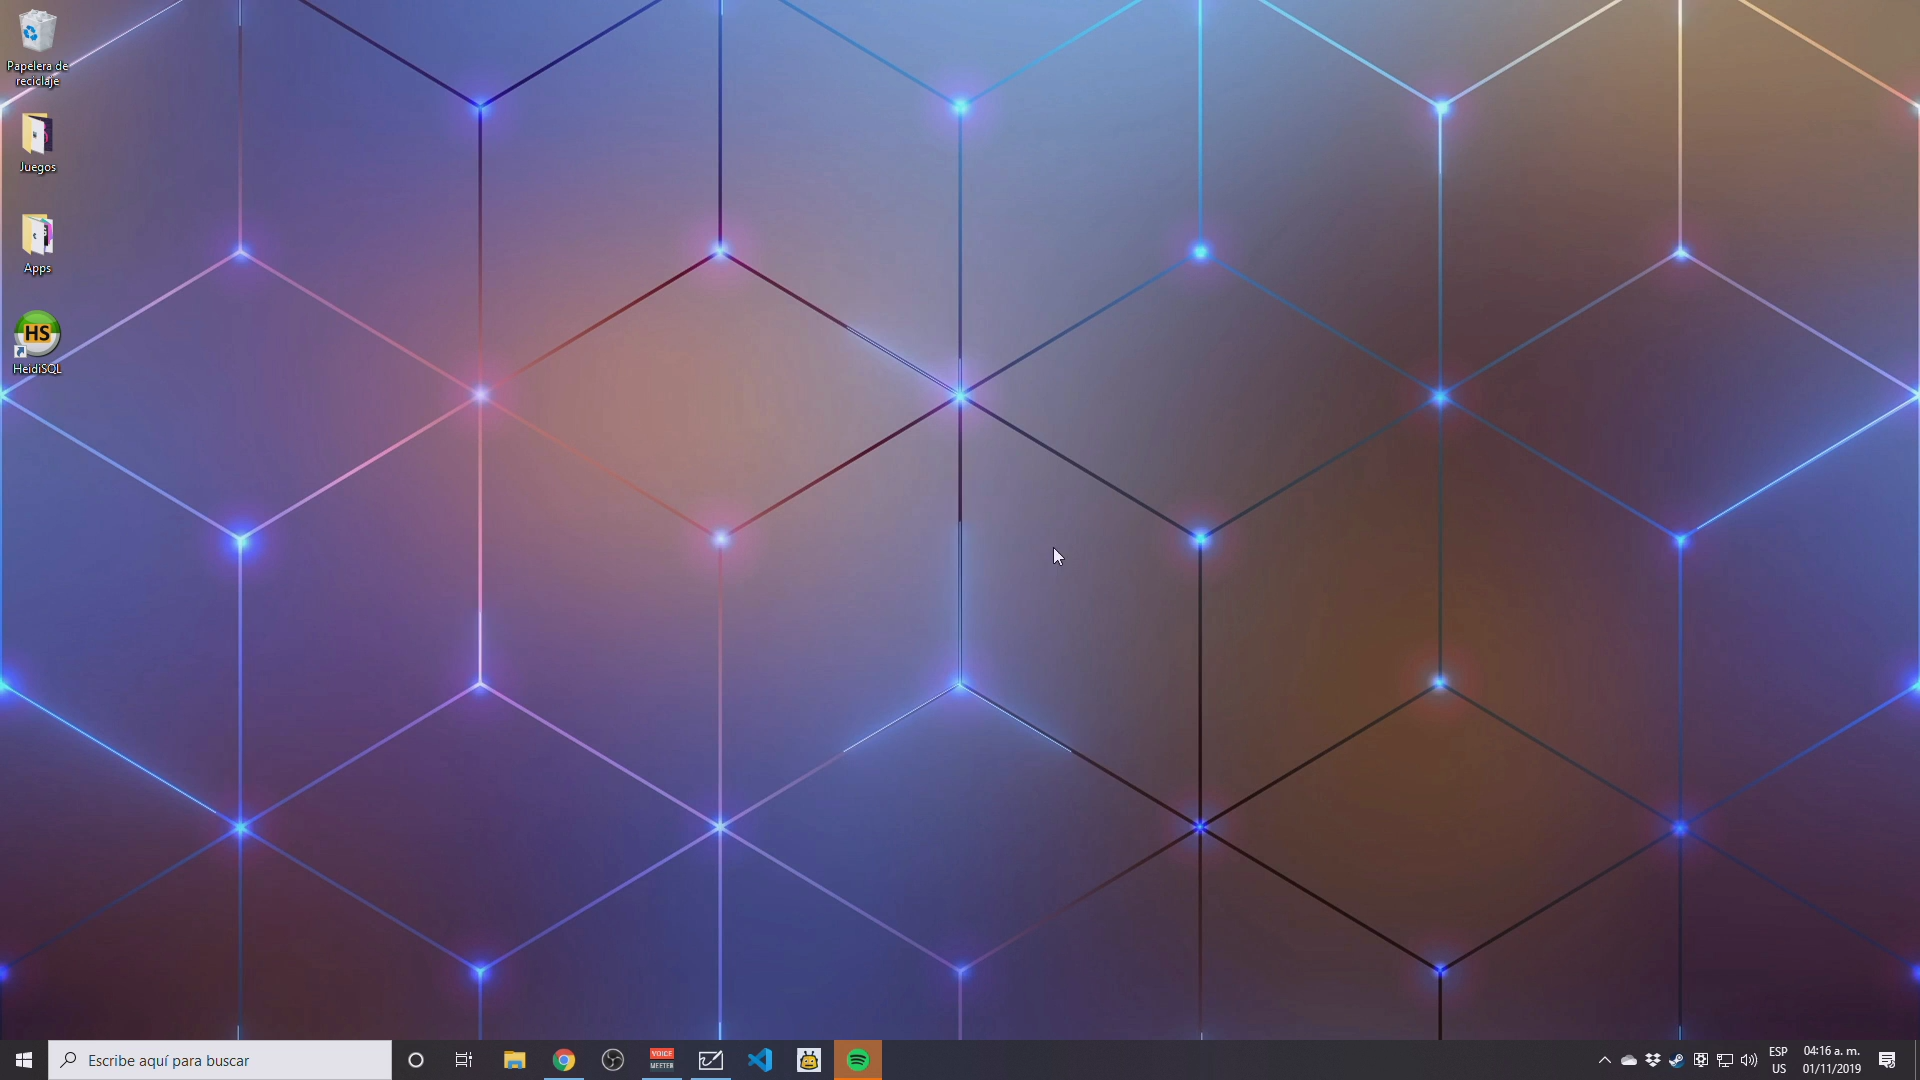 Papelera de
reciclaje
Juegos
Apps
HS
HeidiSQL
Escribe aquí para buscar
VOICE
MEETER
ESP
US
04:16 a. m.
01/11/2019